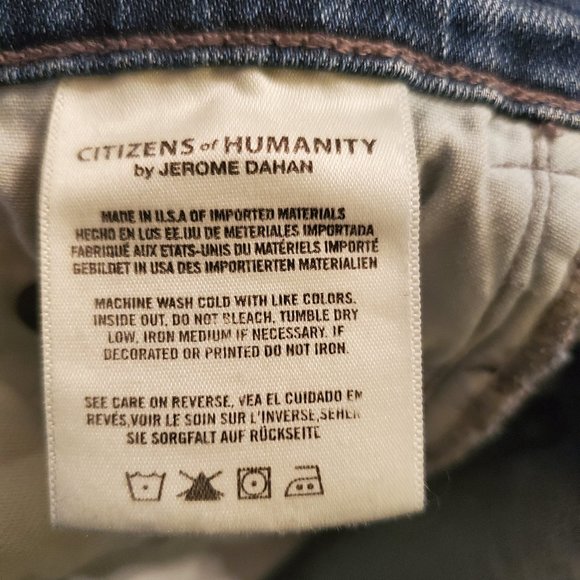 CITIZENS of HUMANITY
by JEROME DAHAN
MADE IN U.S.A OF IMPORTED MATERIALS
HECHO EN LOS EE.UU DE METERIALES IMPORTADA
FABRIQUÉ AUX ETATS-UNIS DU MATÉRIELS IMPORTÉ
GEBILDET IN USA DES IMPORTIERTEN MATERIALIEN
MACHINE WASH COLD WITH LIKE COLORS.
INSIDE OUT, DO NOT BLEACH, TUMBLE DRY
LOW, IRON MEDIUM IF NECESSARY. IF
DECORATED OR PRINTED DO NOT IRON.
SEE CARE ON REVERSE, VEA EL CUIDADO EN
REVÉS,VOIR LE SOIN SUR L'INVERSE,SEHEN
SIE SORGFALT AUF RÜCKSEITE